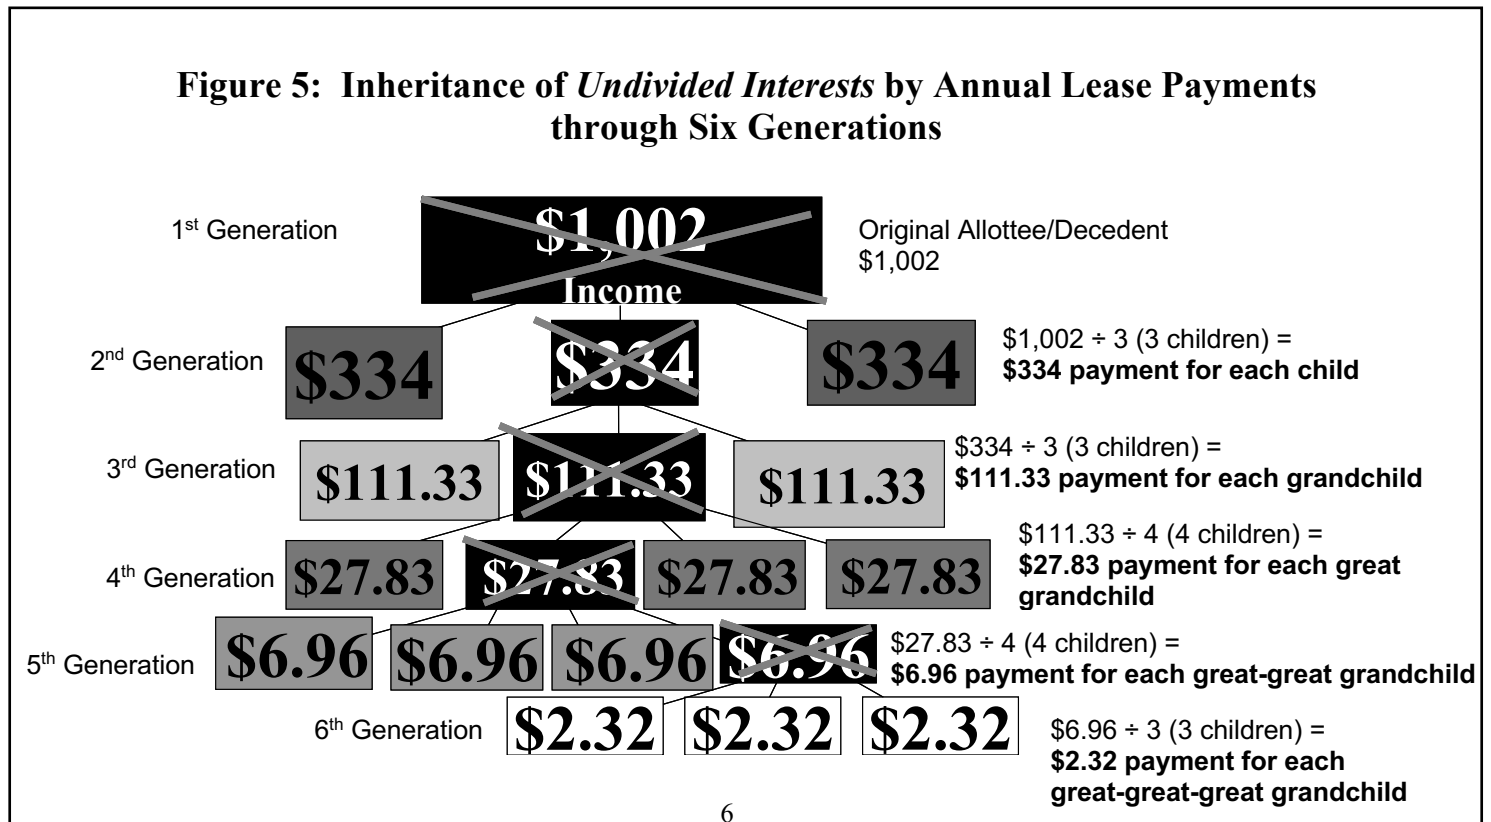 Figure 5: Inheritance of Undivided Interests by Annual Lease Payments
through Six Generations
1st Generation
$1,002
Income
Original Allottee/Decedent
$1,002
2nd Generation
$334
$334
$334
$1,002 ÷ 3 (3 children) =
$334 payment for each child
3rd Generation
$111.33
$111.33
$111.33
$334 ÷ 3 (3 children) =
$111.33 payment for each grandchild
4th Generation
$27.83
$27.83
$27.83
$27.83
$111.33 ÷ 4 (4 children) =
$27.83 payment for each great
grandchild
5th Generation
$6.96
$6.96
$6.96
$6.96
$27.83 ÷ 4 (4 children) =
$6.96 payment for each great-great grandchild
6th Generation
$2.32
$2.32
$2.32
$6.96 ÷ 3 (3 children) =
$2.32 payment for each
great-great-great grandchild
6